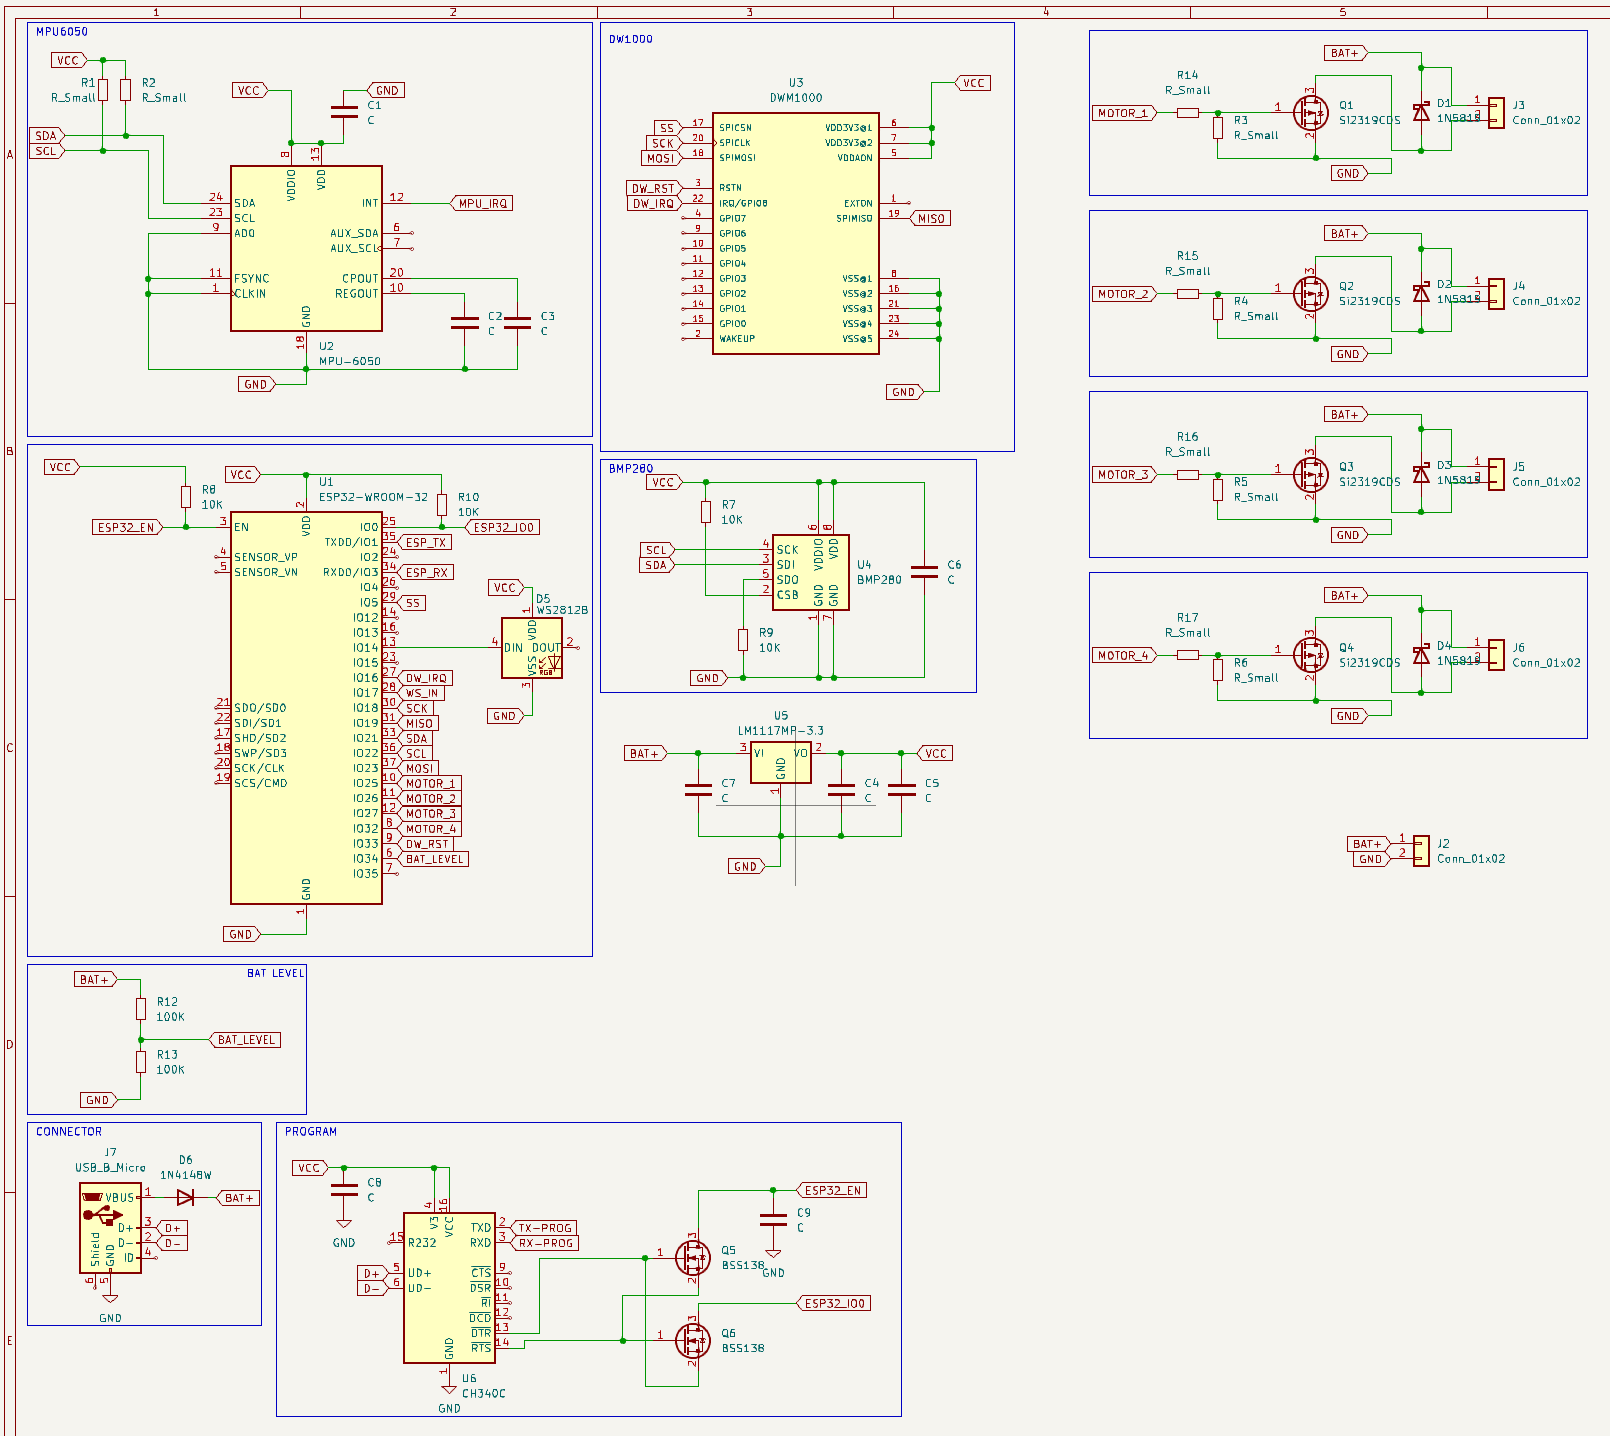 1
2
3
4
5
A
B
C
D
E
MPU6050
VCC
R1
R_Small
R2
R_Small
SDA
SCL
VCC
GND
C1
C
8
13
VDDIO
VDD
24
SDA
23
SCL
9
AD0
11
FSYNC
1
CLKIN
INT
12
MPU_IRQ
AUX_SDA
6
AUX_SCL
7
CPOUT
20
REGOUT
10
GND
18
U2
MPU-6050
C2
C
C3
C
GND
DW1000
U3
DWM1000
VCC
SS
17
SPICSN
SCK
20
SPICLK
MOSI
18
SPIMOSI
DW_RST
3
RSTN
DW_IRQ
22
IRQ/GPIO8
4
GPIO7
9
GPIO6
10
GPIO5
11
GPIO4
12
GPIO3
13
GPIO2
14
GPIO1
15
GPIO0
2
WAKEUP
VDD3V3@1
6
VDD3V3@2
7
VDDAON
5
EXTON
1
SPIMISO
19
MISO
VSS@1
8
VSS@2
16
VSS@3
21
VSS@4
23
VSS@5
24
GND
BAT+
R14
R_Small
MOTOR_1
R3
R_Small
1
3
2
Q1
Si2319CDS
D1
1N5819
1
2
J3
Conn_01x02
GND
BAT+
R15
R_Small
MOTOR_2
R4
R_Small
1
3
2
Q2
Si2319CDS
D2
1N5819
1
2
J4
Conn_01x02
GND
BAT+
R16
R_Small
MOTOR_3
R5
R_Small
1
3
2
Q3
Si2319CDS
D3
1N5819
1
2
J5
Conn_01x02
GND
BAT+
R17
R_Small
MOTOR_4
R6
R_Small
1
3
2
Q4
Si2319CDS
D4
1N5819
1
2
J6
Conn_01x02
GND
VCC
R8
10K
VCC
U1
ESP32-WROOM-32
R10
10K
ESP32_EN
3
EN
2
VDD
4
SENSOR_VP
5
SENSOR_VN
21
SDO/SD0
22
SDI/SD1
17
SHD/SD2
18
SWP/SD3
20
SCK/CLK
19
SCS/CMD
IO0
25
ESP32_IO0
TXD0/IO1
35
ESP_TX
IO2
24
RXD0/IO3
34
ESP_RX
IO4
26
IO5
29
SS
IO12
14
IO13
16
IO14
13
IO15
23
IO16
27
DW_IRQ
IO17
28
WS_IN
IO18
30
SCK
IO19
31
MISO
IO21
33
SDA
IO22
36
SCL
IO23
37
MOSI
IO25
10
MOTOR_1
IO26
11
MOTOR_2
IO27
12
MOTOR_3
IO32
8
MOTOR_4
IO33
9
DW_RST
IO34
6
BAT_LEVEL
IO35
7
GND
1
GND
VCC
D5
WS2812B
1
VDD
4
DIN
DOUT
2
VSS
RGB
3
GND
BMP280
VCC
R7
10K
SCL
4
SCK
SDA
3
SDI
5
SDO
2
CSB
6
8
VDDIO
VDD
GND
GND
1
7
U4
BMP280
R9
10K
C6
C
GND
U5
LM1117MP-3.3
BAT+
3
VI
VO
2
VCC
GND
1
C7
C
C4
C
C5
C
GND
BAT+
1
GND
2
J2
Conn_01x02
BAT LEVEL
BAT+
R12
100K
BAT_LEVEL
R13
100K
GND
CONNECTOR
J7
USB_B_Micro
D6
1N4148W
VBUS
1
BAT+
D+
3
D+
D-
2
D-
ID
4
Shield
GND
6
5
GND
PROGRAM
VCC
C8
C
GND
4
16
V3
VCC
15
R232
D+
5
UD+
D-
6
UD-
TXD
2
TX-PROG
RXD
3
RX-PROG
CTS
9
DSR
10
RI
11
DCD
12
DTR
13
RTS
14
GND
1
U6
CH340C
GND
ESP32_EN
C9
C
GND
1
3
2
Q5
BSS138
ESP32_IO0
1
3
2
Q6
BSS138